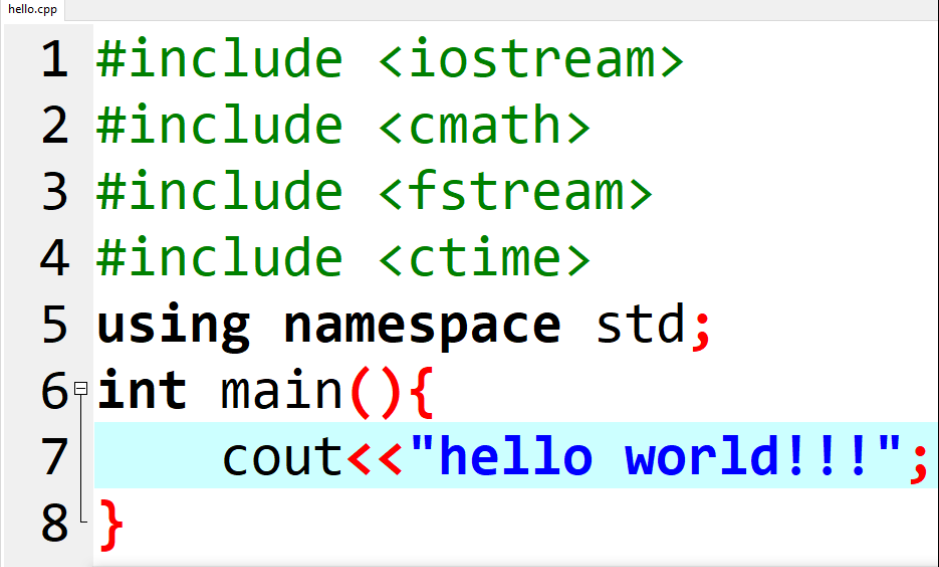 hello.cpp
1 #include <iostream>
2 #include <cmath>
3 #include <fstream>
4 #include <ctime>
5 using namespace std;
6 int main(){
7 cout<<"hello world!!!";
8 }